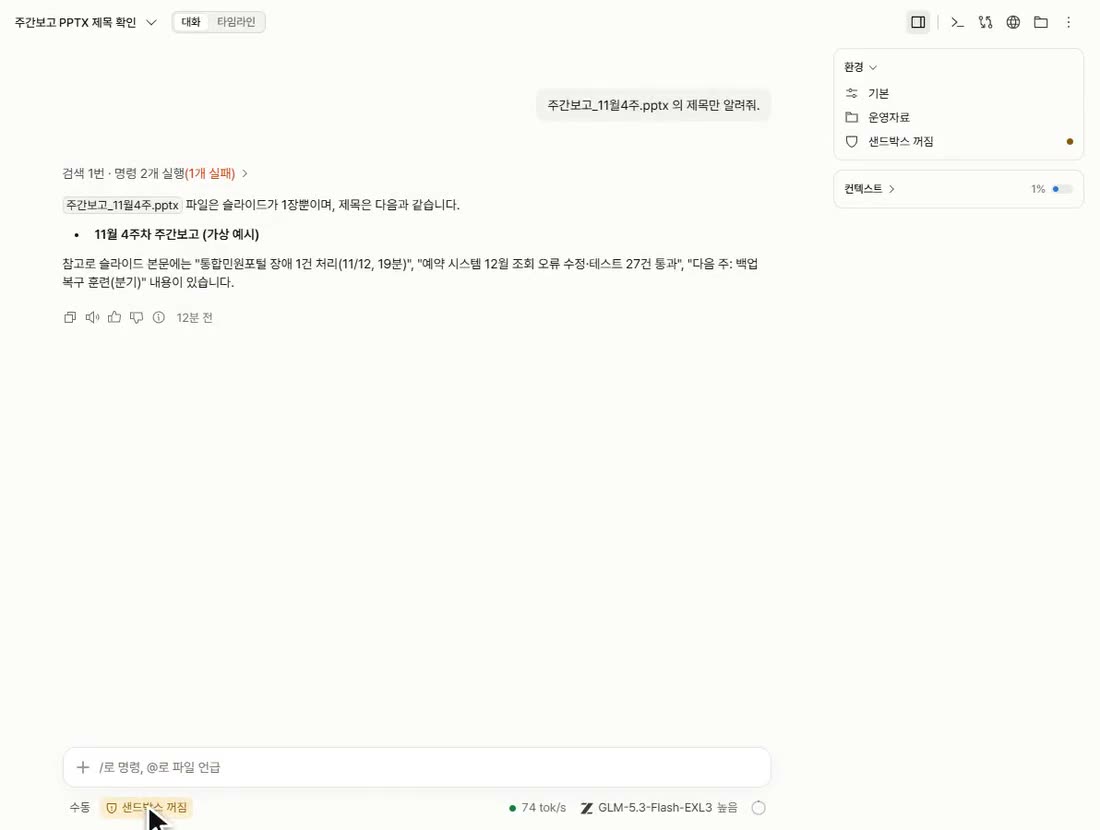 주간보고 PPTX 제목 확인
대화 타임라인
환경
기본
운영자료
샌드박스 꺼짐
컨텍스트 1%
주간보고_11월4주.pptx 의 제목만 알려줘.
검색 1번 · 명령 2개 실행(1개 실패)
주간보고_11월4주.pptx 파일은 슬라이드가 1장뿐이며, 제목은 다음과 같습니다.
• 11월 4주차 주간보고 (가상 예시)
참고로 슬라이드 본문에는 "통합민원포털 장애 1건 처리(11/12, 19분)", "예약 시스템 12월 조회 오류 수정·테스트 27건 통과", "다음 주: 백업
복구 훈련(분기)" 내용이 있습니다.
12분 전
/로 명령, @로 파일 언급
수동 샌드박스 꺼짐 74 tok/s GLM-5.3-Flash-EXL3 높음